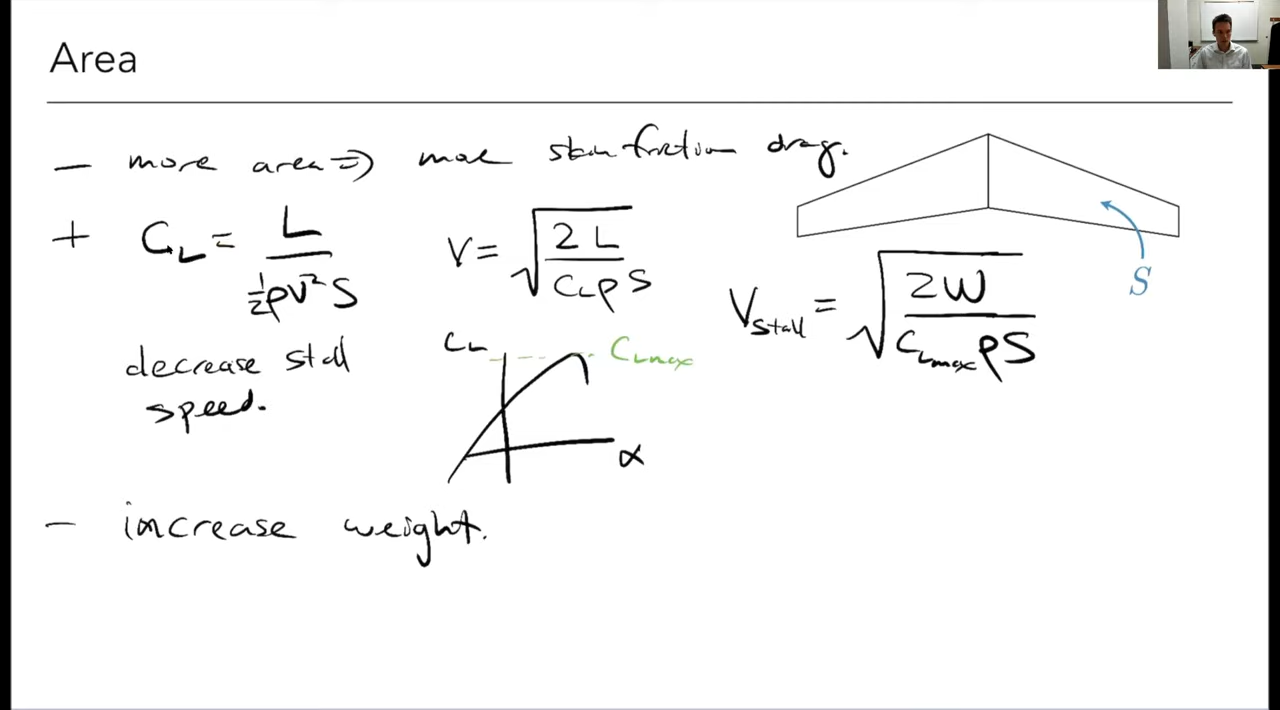 Area
− more area ⇒ more skin friction drag.
+ C_L = L / (½ρV²S)
V = √(2L / (C_L ρ S))
S
V_stall = √(2W / (C_Lmax ρ S))
decrease stall
speed.
C_L
C_Lmax
α
− increase weight.